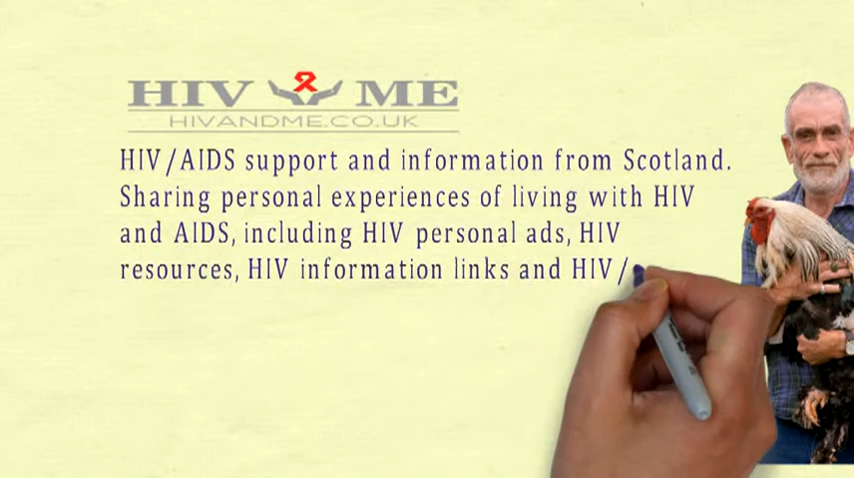 HIV ME
HIVANDME.CO.UK
HIV/AIDS support and information from Scotland.
Sharing personal experiences of living with HIV
and AIDS, including HIV personal ads, HIV
resources, HIV information links and HIV/